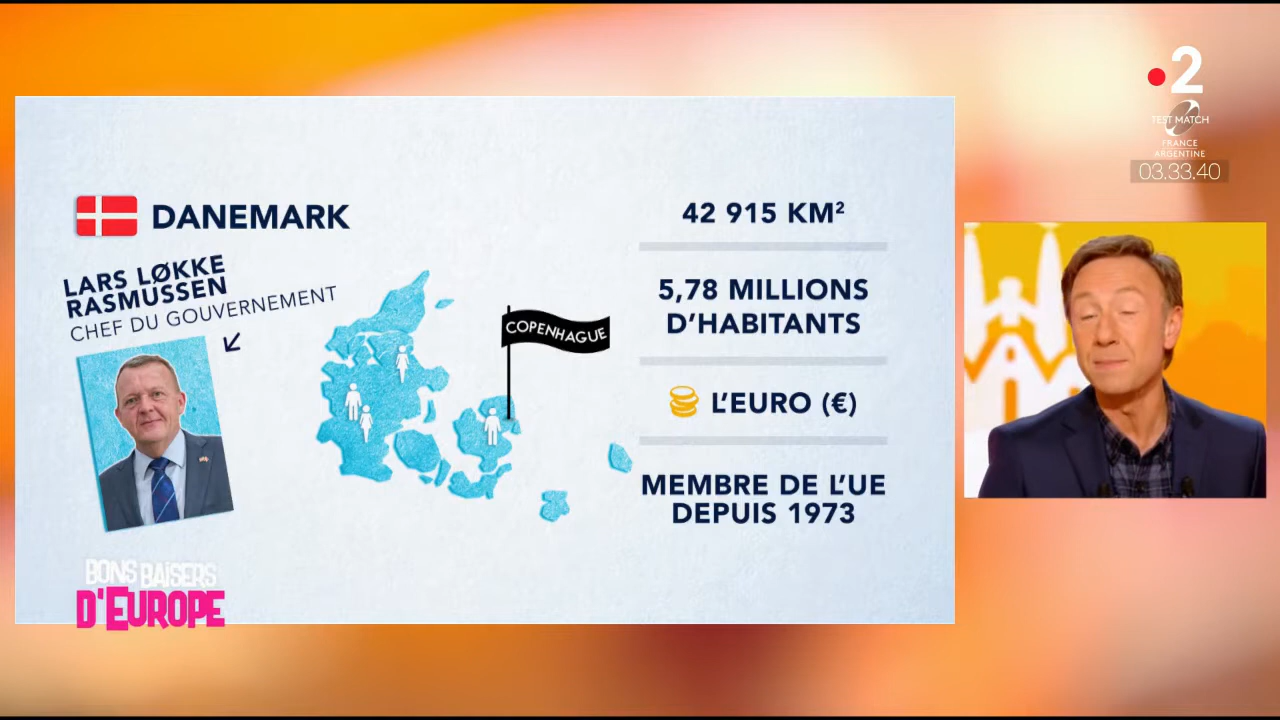 2
TEST MATCH
FRANCE
ARGENTINE
03.33.40
DANEMARK
LARS LØKKE
RASMUSSEN
CHEF DU GOUVERNEMENT
COPENHAGUE
42 915 KM²
5,78 MILLIONS
D'HABITANTS
L'EURO (€)
MEMBRE DE L'UE
DEPUIS 1973
BONS BAISERS
D'EUROPE